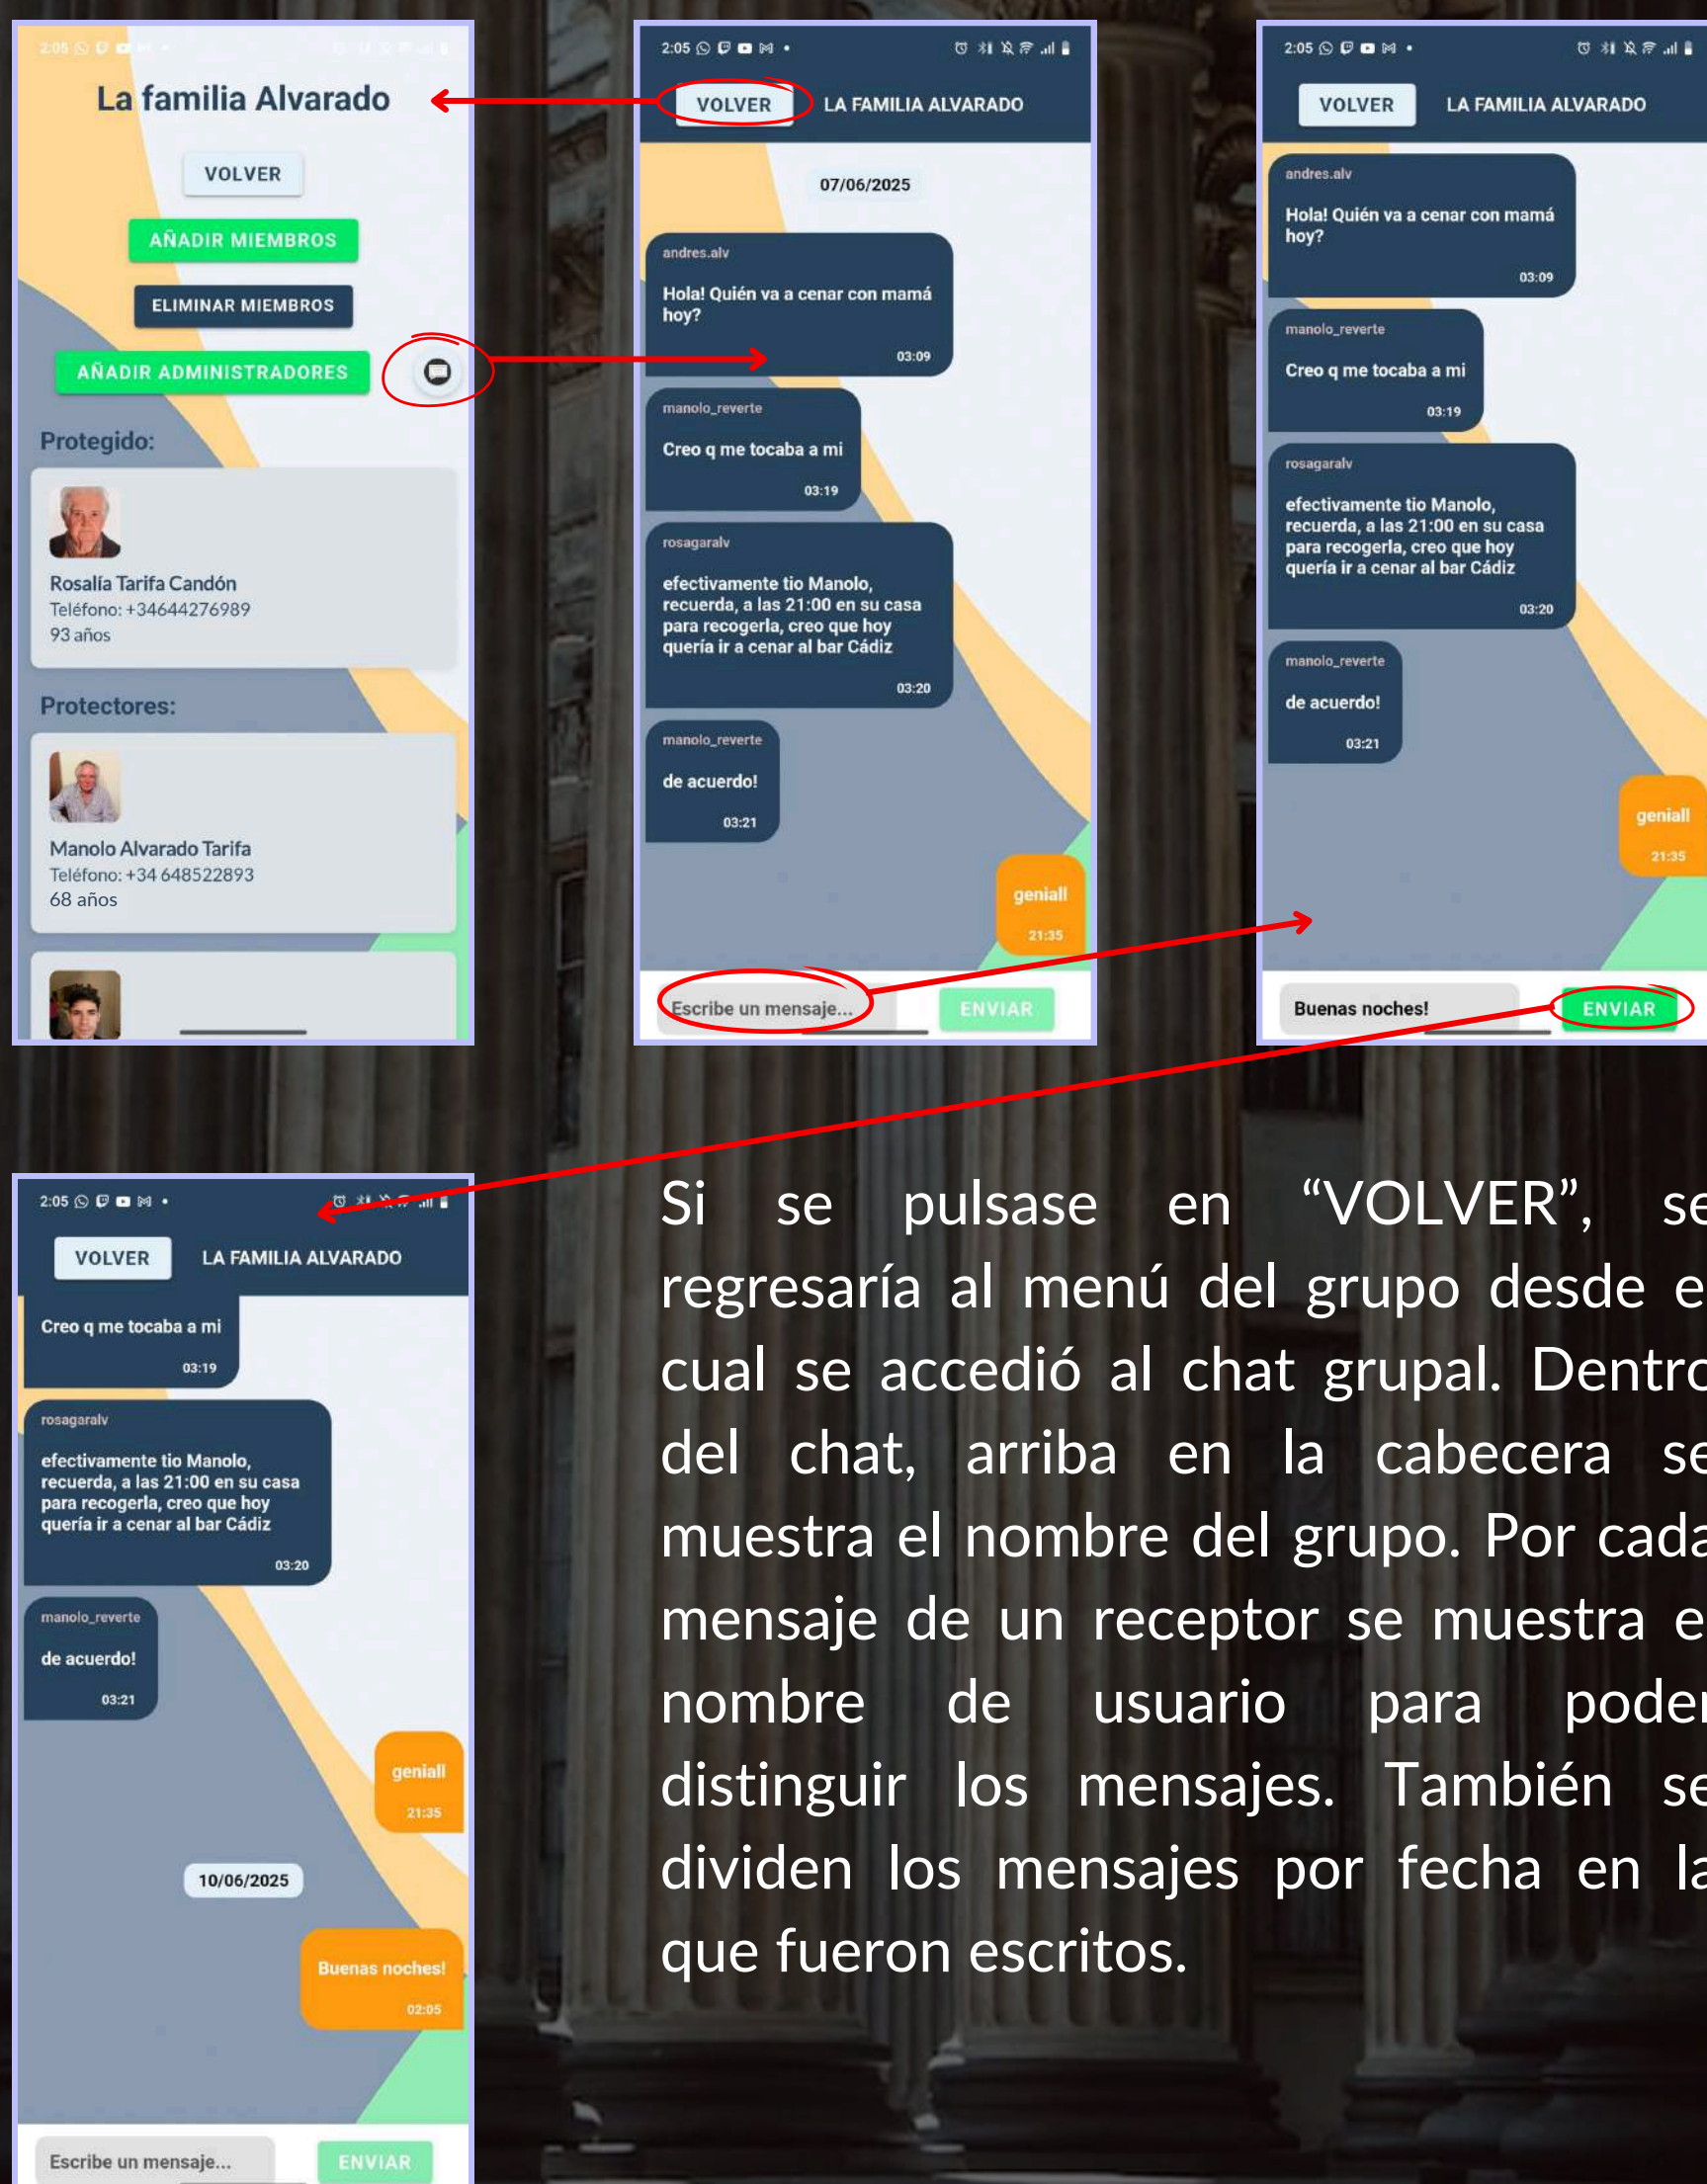 2:05
La familia Alvarado
VOLVER
AÑADIR MIEMBROS
ELIMINAR MIEMBROS
AÑADIR ADMINISTRADORES
Protegido:
Rosalía Tarifa Candón
Teléfono: +34644276989
93 años
Protectores:
Manolo Alvarado Tarifa
Teléfono: +34 648522893
68 años
2:05
VOLVER LA FAMILIA ALVARADO
07/06/2025
andres.alv
Hola! Quién va a cenar con mamá
hoy?
03:09
manolo_reverte
Creo q me tocaba a mi
03:19
rosagaralv
efectivamente tio Manolo,
recuerda, a las 21:00 en su casa
para recogerla, creo que hoy
quería ir a cenar al bar Cádiz
03:20
manolo_reverte
de acuerdo!
03:21
geniall
21:35
Escribe un mensaje... ENVIAR
2:05
VOLVER LA FAMILIA ALVARADO
andres.alv
Hola! Quién va a cenar con mamá
hoy?
03:09
manolo_reverte
Creo q me tocaba a mi
03:19
rosagaralv
efectivamente tio Manolo,
recuerda, a las 21:00 en su casa
para recogerla, creo que hoy
quería ir a cenar al bar Cádiz
03:20
manolo_reverte
de acuerdo!
03:21
geniall
21:35
Buenas noches! ENVIAR
2:05
VOLVER LA FAMILIA ALVARADO
Creo q me tocaba a mi
03:19
rosagaralv
efectivamente tio Manolo,
recuerda, a las 21:00 en su casa
para recogerla, creo que hoy
quería ir a cenar al bar Cádiz
03:20
manolo_reverte
de acuerdo!
03:21
geniall
21:35
10/06/2025
Buenas noches!
02:05
Escribe un mensaje... ENVIAR
Si se pulsase en “VOLVER”, se
regresaría al menú del grupo desde el
cual se accedió al chat grupal. Dentro
del chat, arriba en la cabecera se
muestra el nombre del grupo. Por cada
mensaje de un receptor se muestra el
nombre de usuario para poder
distinguir los mensajes. También se
dividen los mensajes por fecha en la
que fueron escritos.